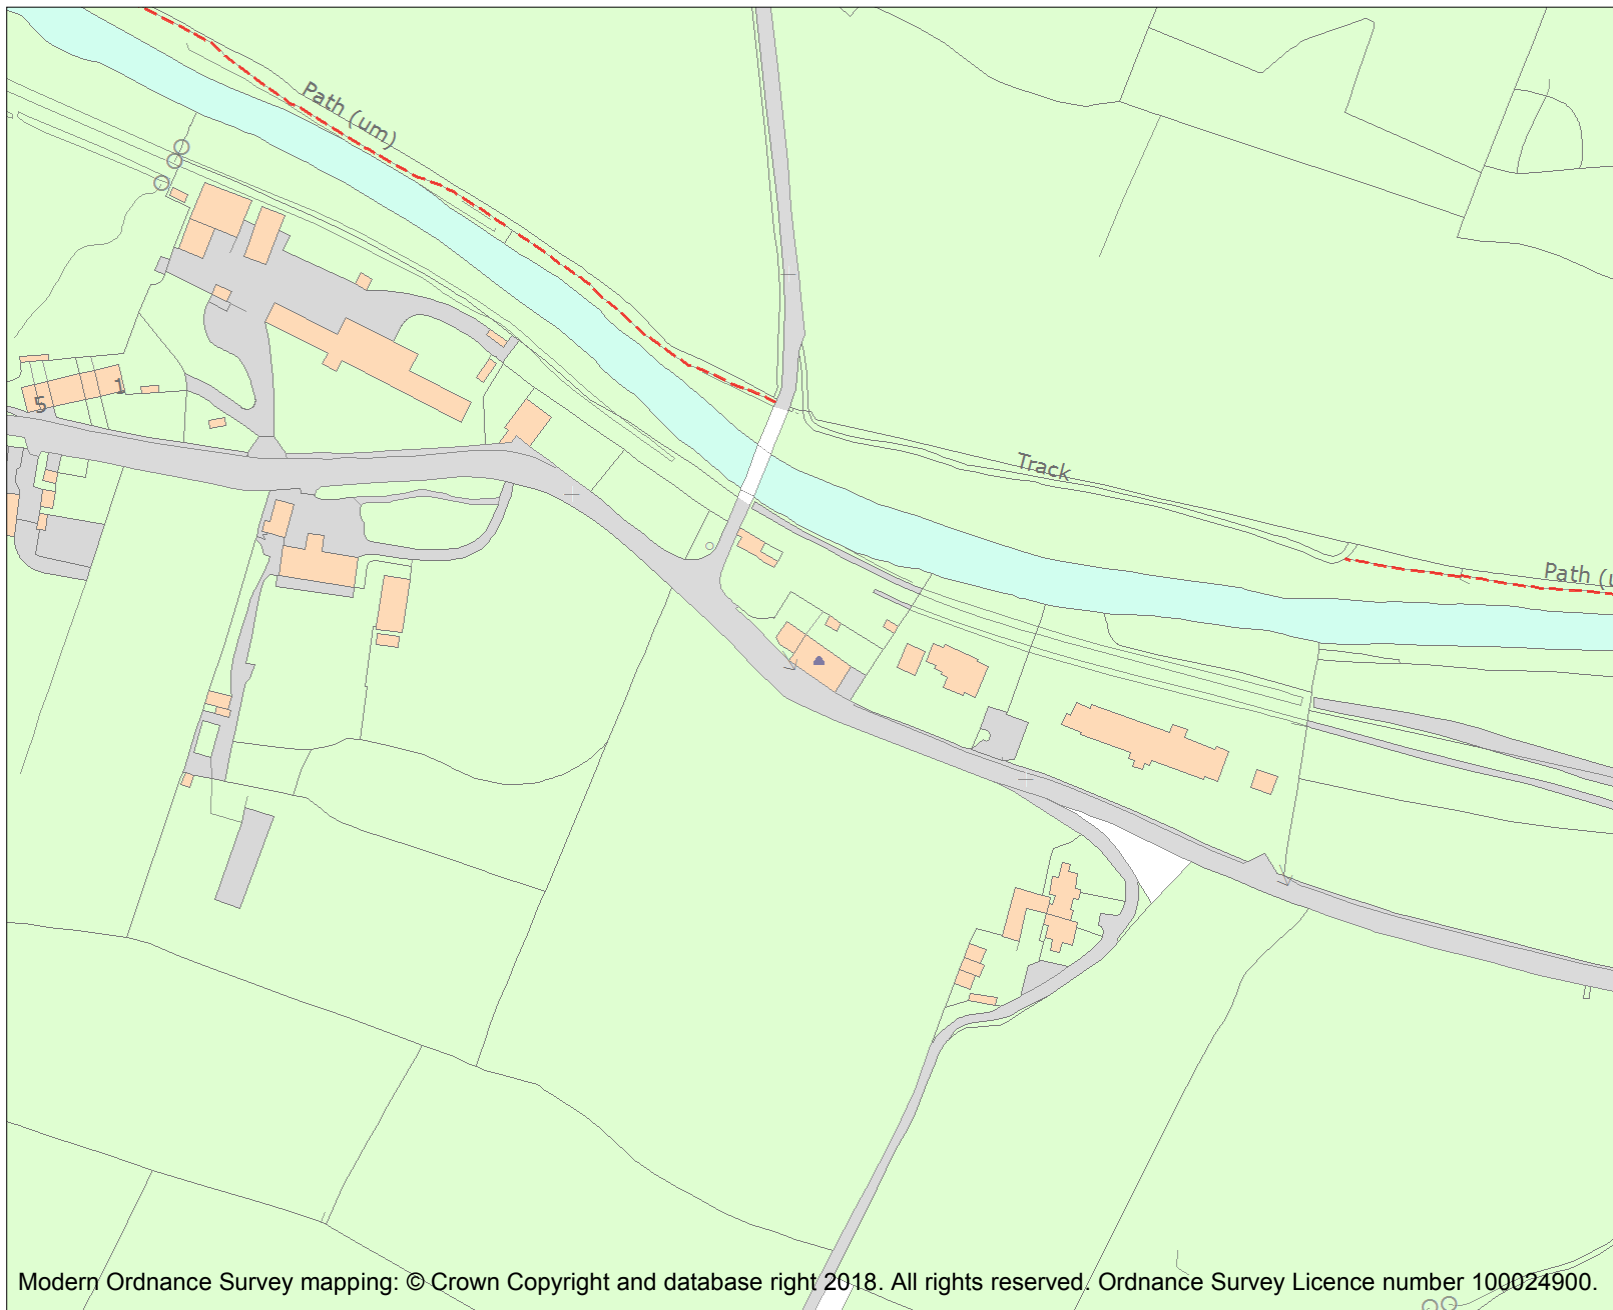 Path (um)
1
5
Track
Path (u
Modern Ordnance Survey mapping: © Crown Copyright and database right 2018. All rights reserved. Ordnance Survey Licence number 100024900.